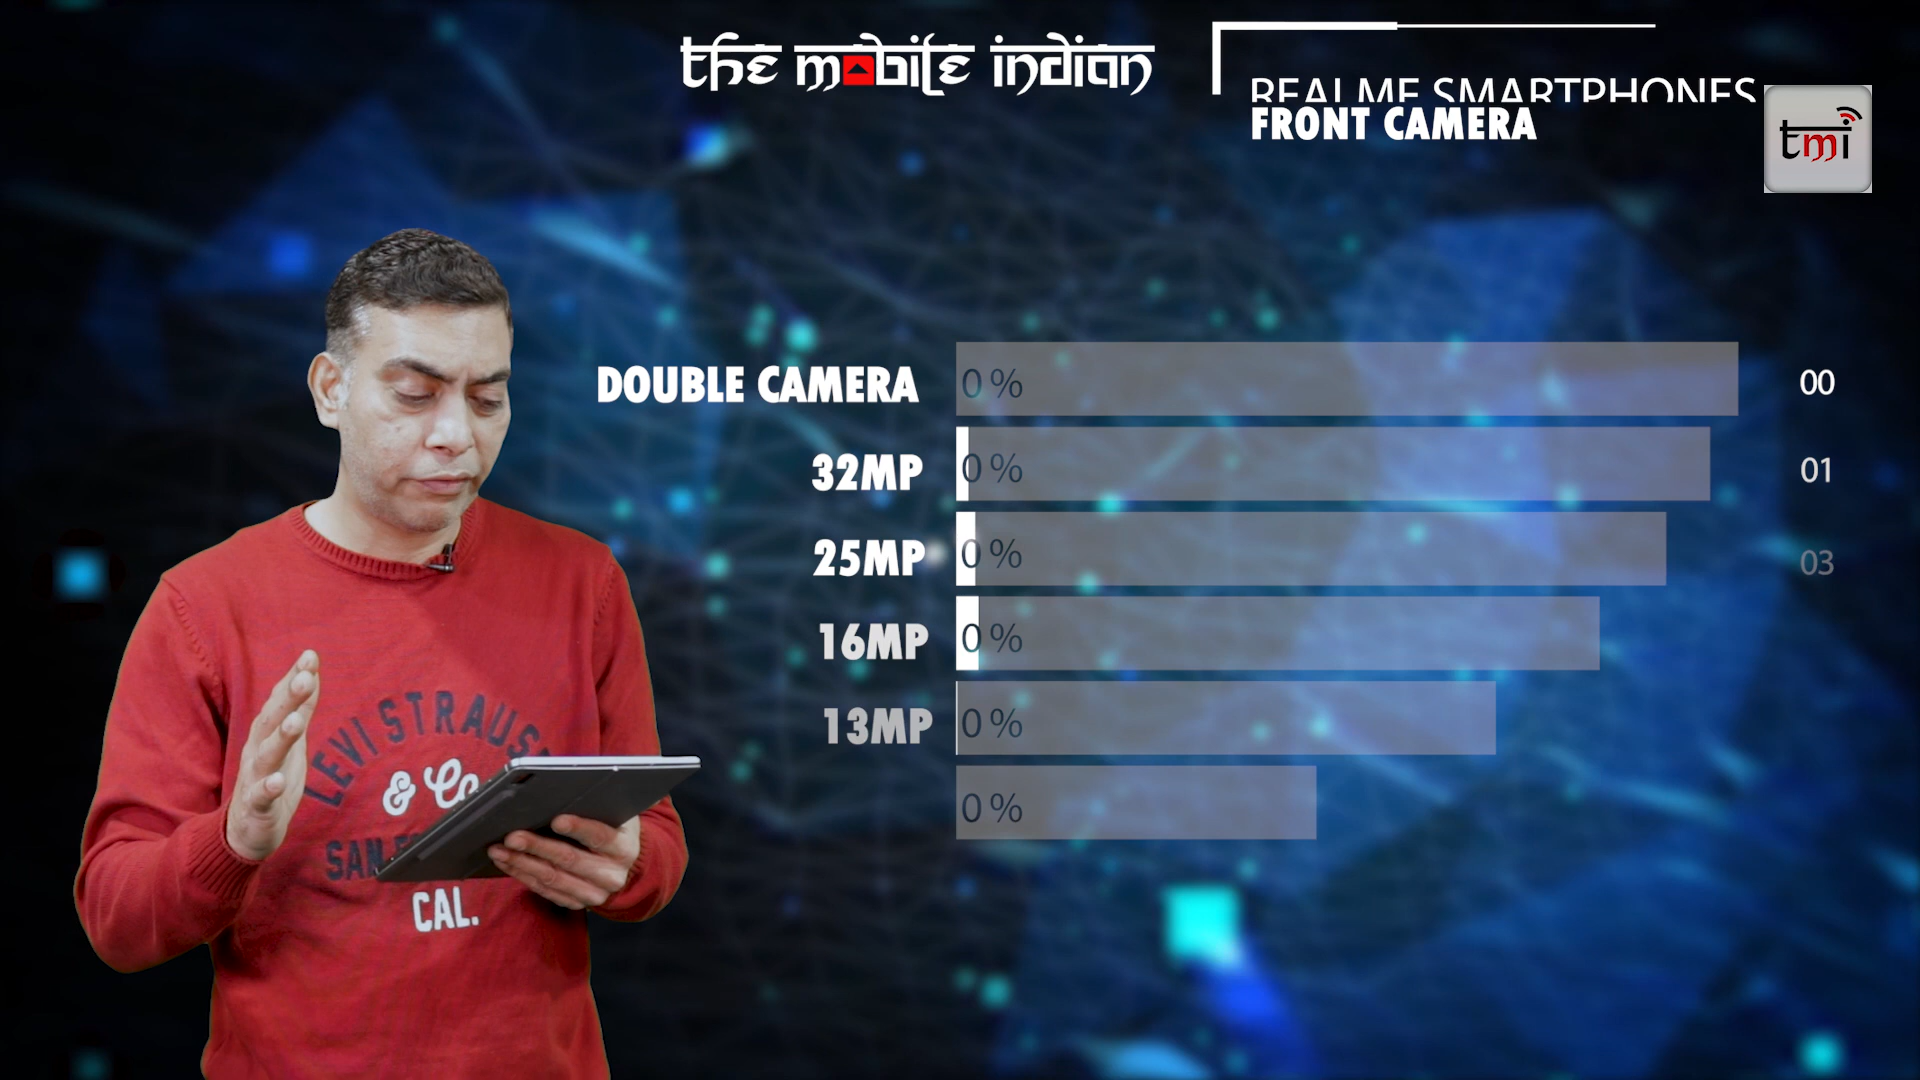 the mobile indian
REALME SMARTPHONES
FRONT CAMERA
tmi
DOUBLE CAMERA 0 % 00
32MP 0 % 01
25MP 0 % 03
16MP 0 %
13MP 0 %
0 %
LEVI STRAUSS
& Co
SAN
CAL.